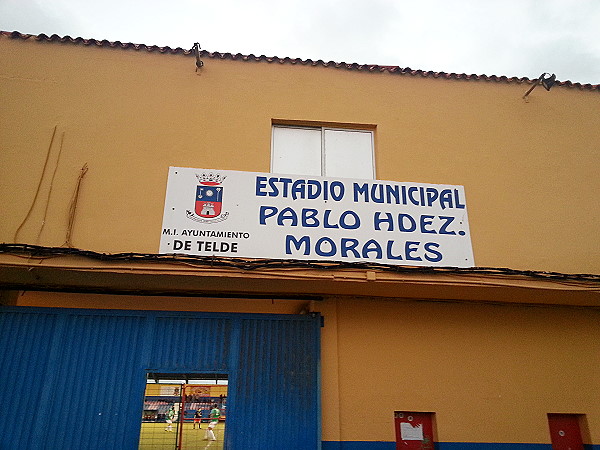 ESTADIO MUNICIPAL
PABLO HDEZ.
MORALES
M.I. AYUNTAMIENTO
DE TELDE